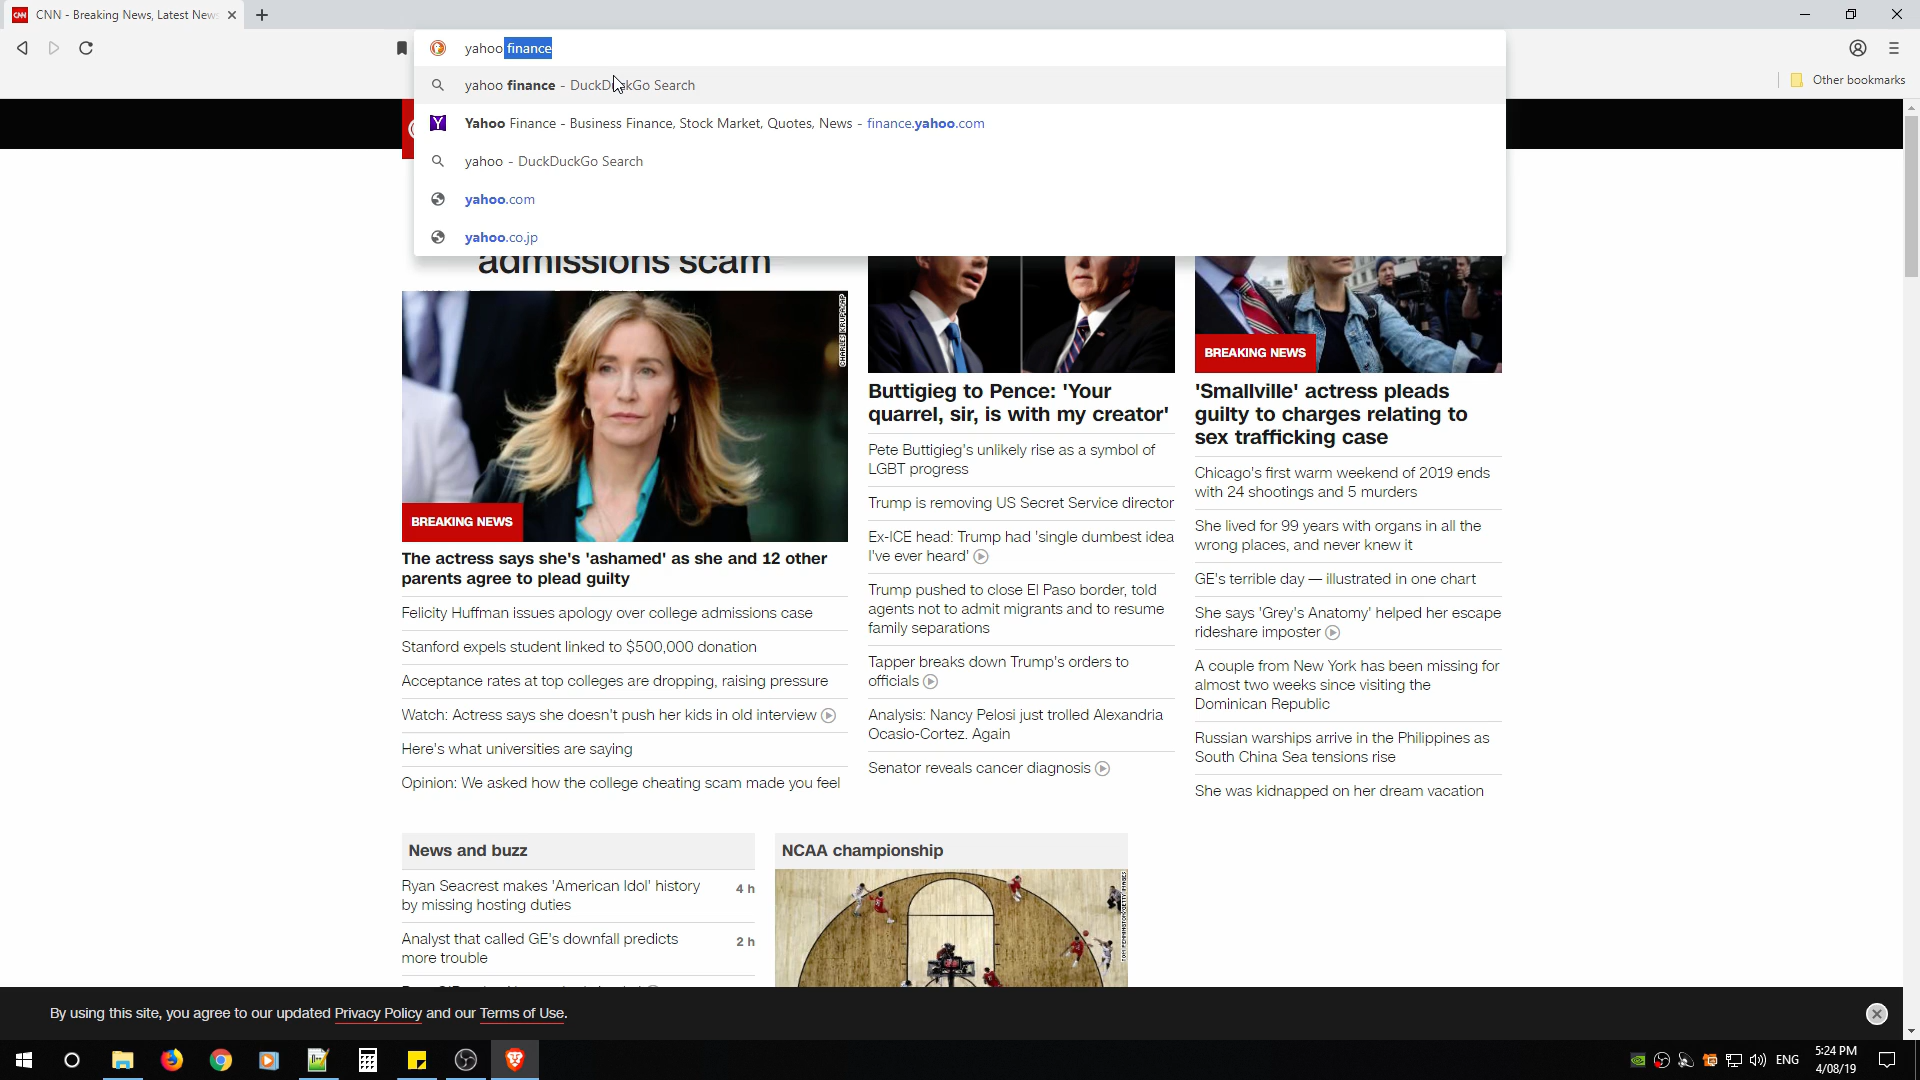 CNN - Breaking News, Latest New
yahoo finance
Other bookmarks
yahoo finance - DuckDuckGo Search
Yahoo Finance - Business Finance, Stock Market, Quotes, News - finance.yahoo.com
yahoo - DuckDuckGo Search
yahoo.com
yahoo.co.jp
admissions scam
CHARLES KRUPA/AP
BREAKING NEWS
The actress says she's 'ashamed' as she and 12 other
parents agree to plead guilty
Felicity Huffman issues apology over college admissions case
Stanford expels student linked to $500,000 donation
Acceptance rates at top colleges are dropping, raising pressure
Watch: Actress says she doesn't push her kids in old interview
Here's what universities are saying
Opinion: We asked how the college cheating scam made you feel
Buttigieg to Pence: 'Your
quarrel, sir, is with my creator'
Pete Buttigieg's unlikely rise as a symbol of
LGBT progress
Trump is removing US Secret Service director
Ex-ICE head: Trump had 'single dumbest idea
I've ever heard'
Trump pushed to close El Paso border, told
agents not to admit migrants and to resume
family separations
Tapper breaks down Trump's orders to
officials
Analysis: Nancy Pelosi just trolled Alexandria
Ocasio-Cortez. Again
Senator reveals cancer diagnosis
BREAKING NEWS
'Smallville' actress pleads
guilty to charges relating to
sex trafficking case
Chicago's first warm weekend of 2019 ends
with 24 shootings and 5 murders
She lived for 99 years with organs in all the
wrong places, and never knew it
GE's terrible day — illustrated in one chart
She says 'Grey's Anatomy' helped her escape
rideshare imposter
A couple from New York has been missing for
almost two weeks since visiting the
Dominican Republic
Russian warships arrive in the Philippines as
South China Sea tensions rise
She was kidnapped on her dream vacation
News and buzz
Ryan Seacrest makes 'American Idol' history
by missing hosting duties
4 h
Analyst that called GE's downfall predicts
more trouble
2 h
NCAA championship
TOM PENNINGTON/GETTY IMAGES
By using this site, you agree to our updated Privacy Policy and our Terms of Use.
ENG
5:24 PM
4/08/19